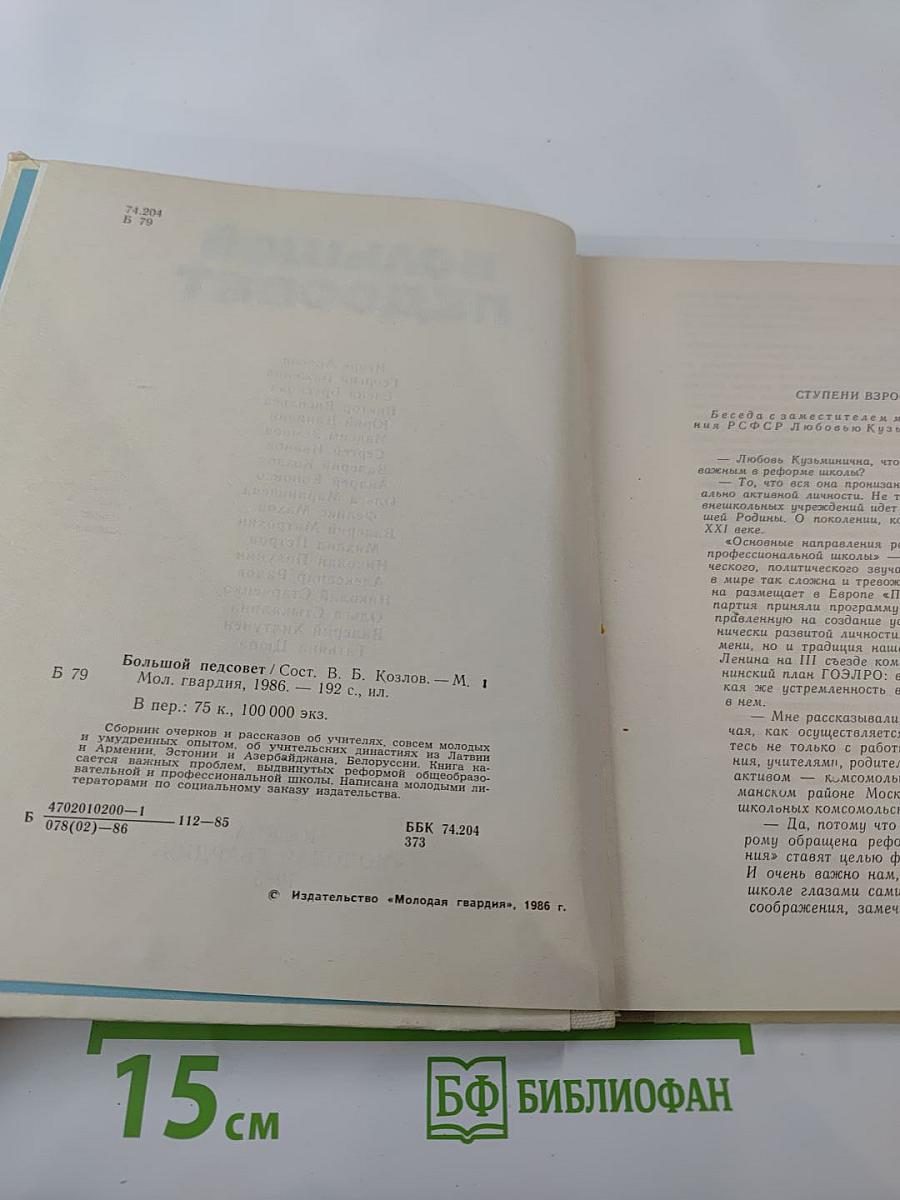 74.204
Б 79
Большой педсовет / Сост. В. Б. Козлов. — М.
Б 79 Мол. гвардия, 1986. — 192 с., ил.
В пер.: 75 к., 100 000 экз.
Сборник очерков и рассказов об учителях, совсем молодых
и умудренных опытом, об учительских династиях из Латвии
и Армении, Эстонии и Азербайджана, Белоруссии. Книга ка-
сается важных проблем, выдвинутых реформой общеобразо-
вательной и профессиональной школы. Написана молодыми ли-
тераторами по социальному заказу издательства.
Б 4702010200—1
078(02)—86
112—85
ББК 74.204
373
© Издательство «Молодая гвардия», 1986 г.
СТУПЕНИ ВЗРО
Беседа с заместителем м
ния РСФСР Любовью Кузь
— Любовь Кузьминична, что
важным в реформе школы?
— То, что вся она пронизан
ально активной личности. Не т
внешкольных учреждений идет
шей Родины. О поколении, ко
XXI веке.
«Основные направления ре
профессиональной школы» —
ческого, политического звуча
в мире так сложна и тревож
на размещает в Европе «П
партия приняли программу
правленную на создание ус
нически развитой личности
мени, но и традиция наше
Ленина на III съезде ком
нинский план ГОЭЛРО: в
кая же устремленность в
в нем.
— Мне рассказывали
чая, как осуществляется
тесь не только с работ
ния, учителями, родител
активом — комсомоль
манском районе Моск
школьных комсомольс
— Да, потому что
рому обращена рефо
ния» ставят целью ф
И очень важно нам,
школе глазами сами
соображения, замеч
15 см
БФ БИБЛИОФАН